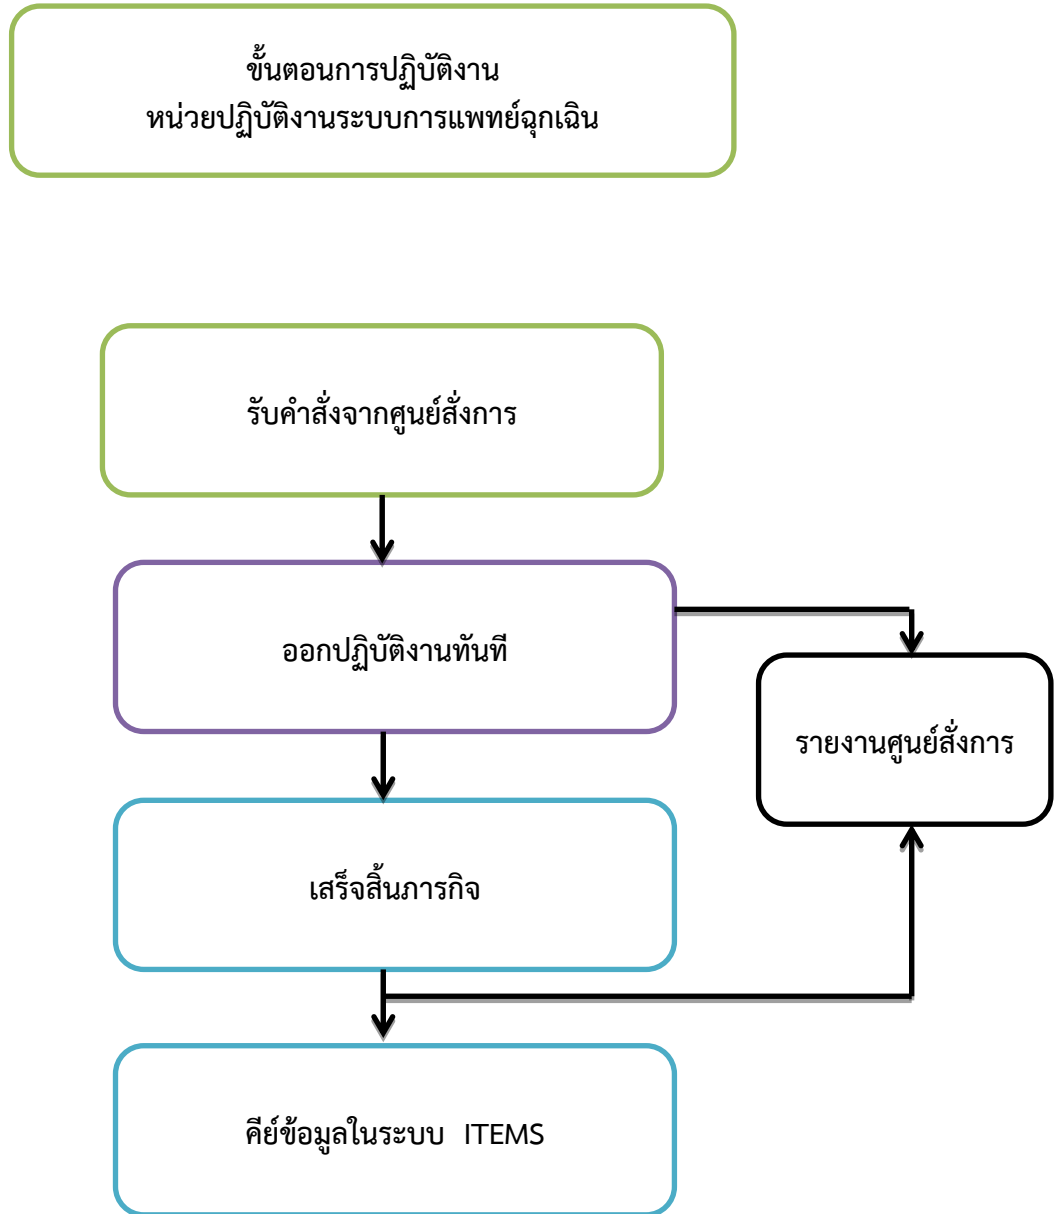 ขั้นตอนการปฏิบัติงาน
หน่วยปฏิบัติงานระบบการแพทย์ฉุกเฉิน
รับคำสั่งจากศูนย์สั่งการ
ออกปฏิบัติงานทันที
รายงานศูนย์สั่งการ
เสร็จสิ้นภารกิจ
คีย์ข้อมูลในระบบ ITEMS